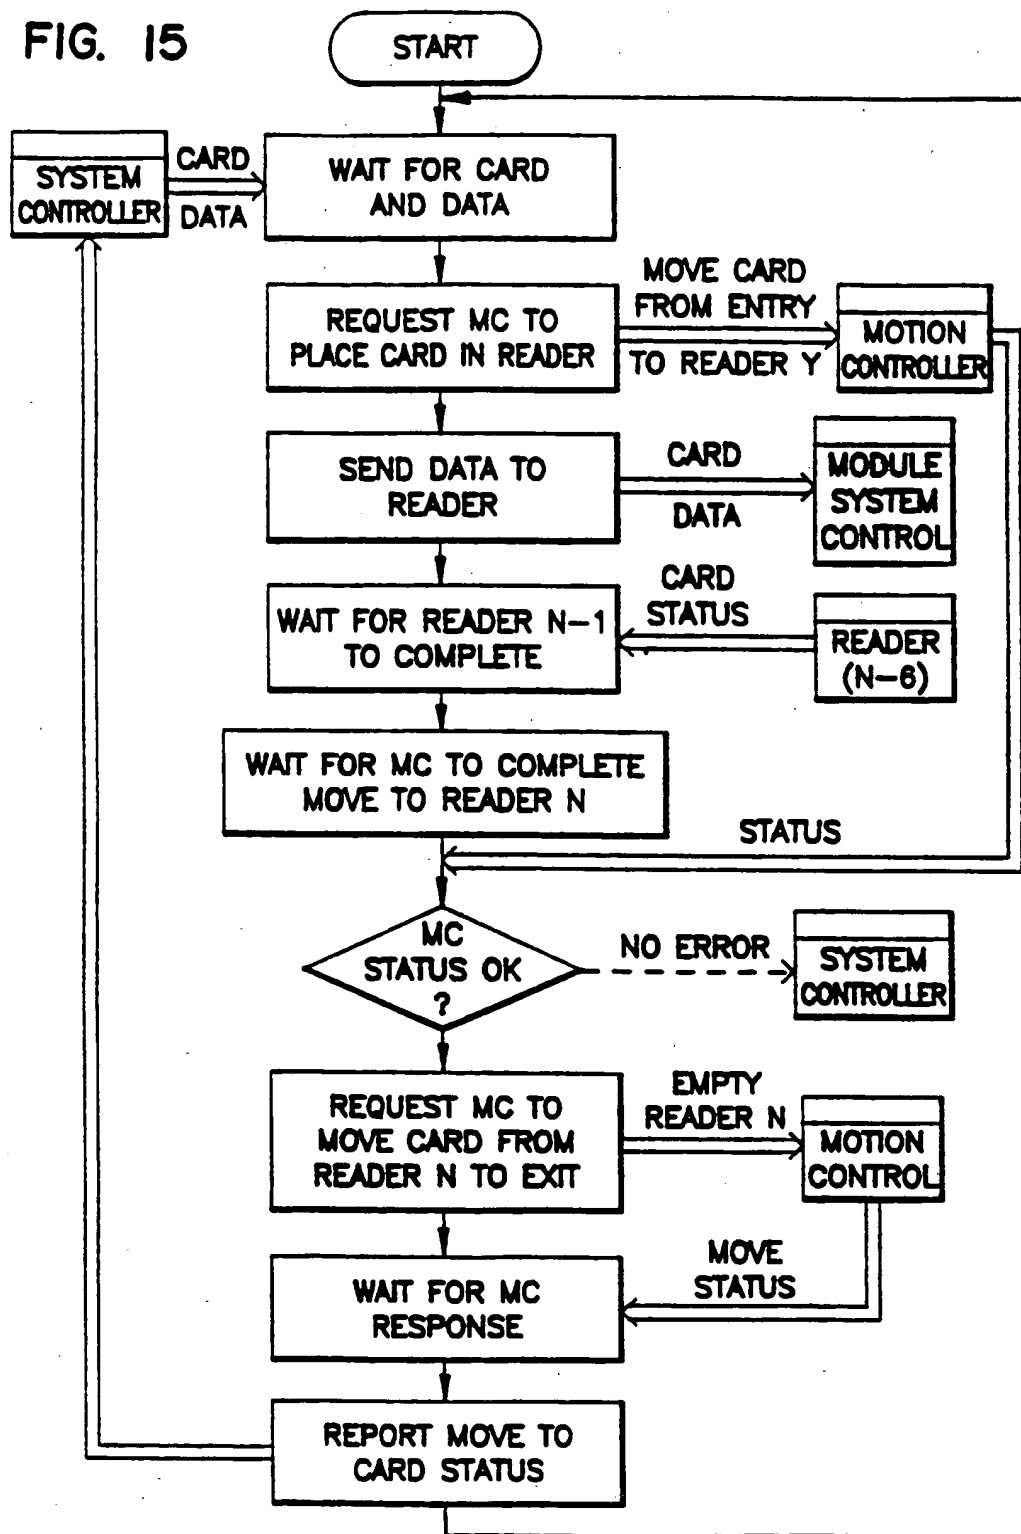 FIG. 15
START
SYSTEM
CONTROLLER
CARD
DATA
WAIT FOR CARD
AND DATA
REQUEST MC TO
PLACE CARD IN READER
MOVE CARD
FROM ENTRY
TO READER Y
MOTION
CONTROLLER
SEND DATA TO
READER
CARD
DATA
MODULE
SYSTEM
CONTROL
WAIT FOR READER N-1
TO COMPLETE
CARD
STATUS
READER
(N-6)
WAIT FOR MC TO COMPLETE
MOVE TO READER N
STATUS
MC
STATUS OK
?
NO ERROR
SYSTEM
CONTROLLER
REQUEST MC TO
MOVE CARD FROM
READER N TO EXIT
EMPTY
READER N
MOTION
CONTROL
WAIT FOR MC
RESPONSE
MOVE
STATUS
REPORT MOVE TO
CARD STATUS